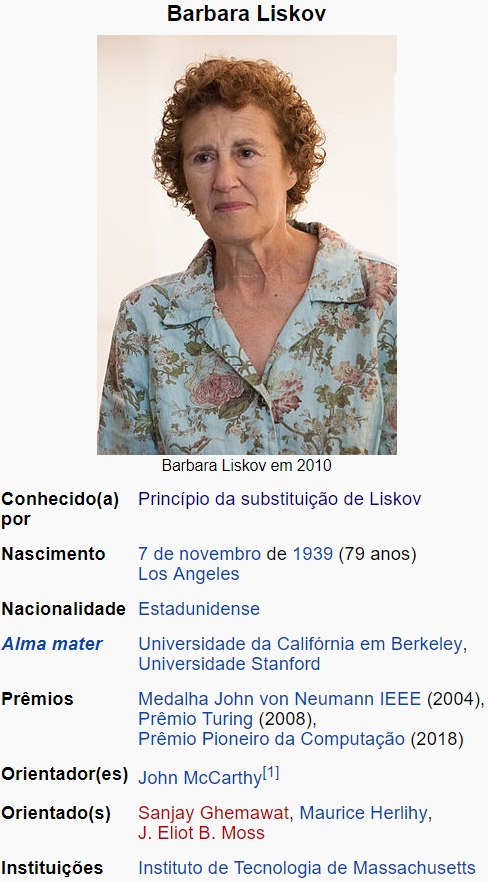 Barbara Liskov
Barbara Liskov em 2010
Conhecido(a) por Princípio da substituição de Liskov
Nascimento 7 de novembro de 1939 (79 anos)
Los Angeles
Nacionalidade Estadunidense
Alma mater Universidade da Califórnia em Berkeley,
Universidade Stanford
Prêmios Medalha John von Neumann IEEE (2004),
Prêmio Turing (2008),
Prêmio Pioneiro da Computação (2018)
Orientador(es) John McCarthy[1]
Orientado(s) Sanjay Ghemawat, Maurice Herlihy,
J. Eliot B. Moss
Instituições Instituto de Tecnologia de Massachusetts